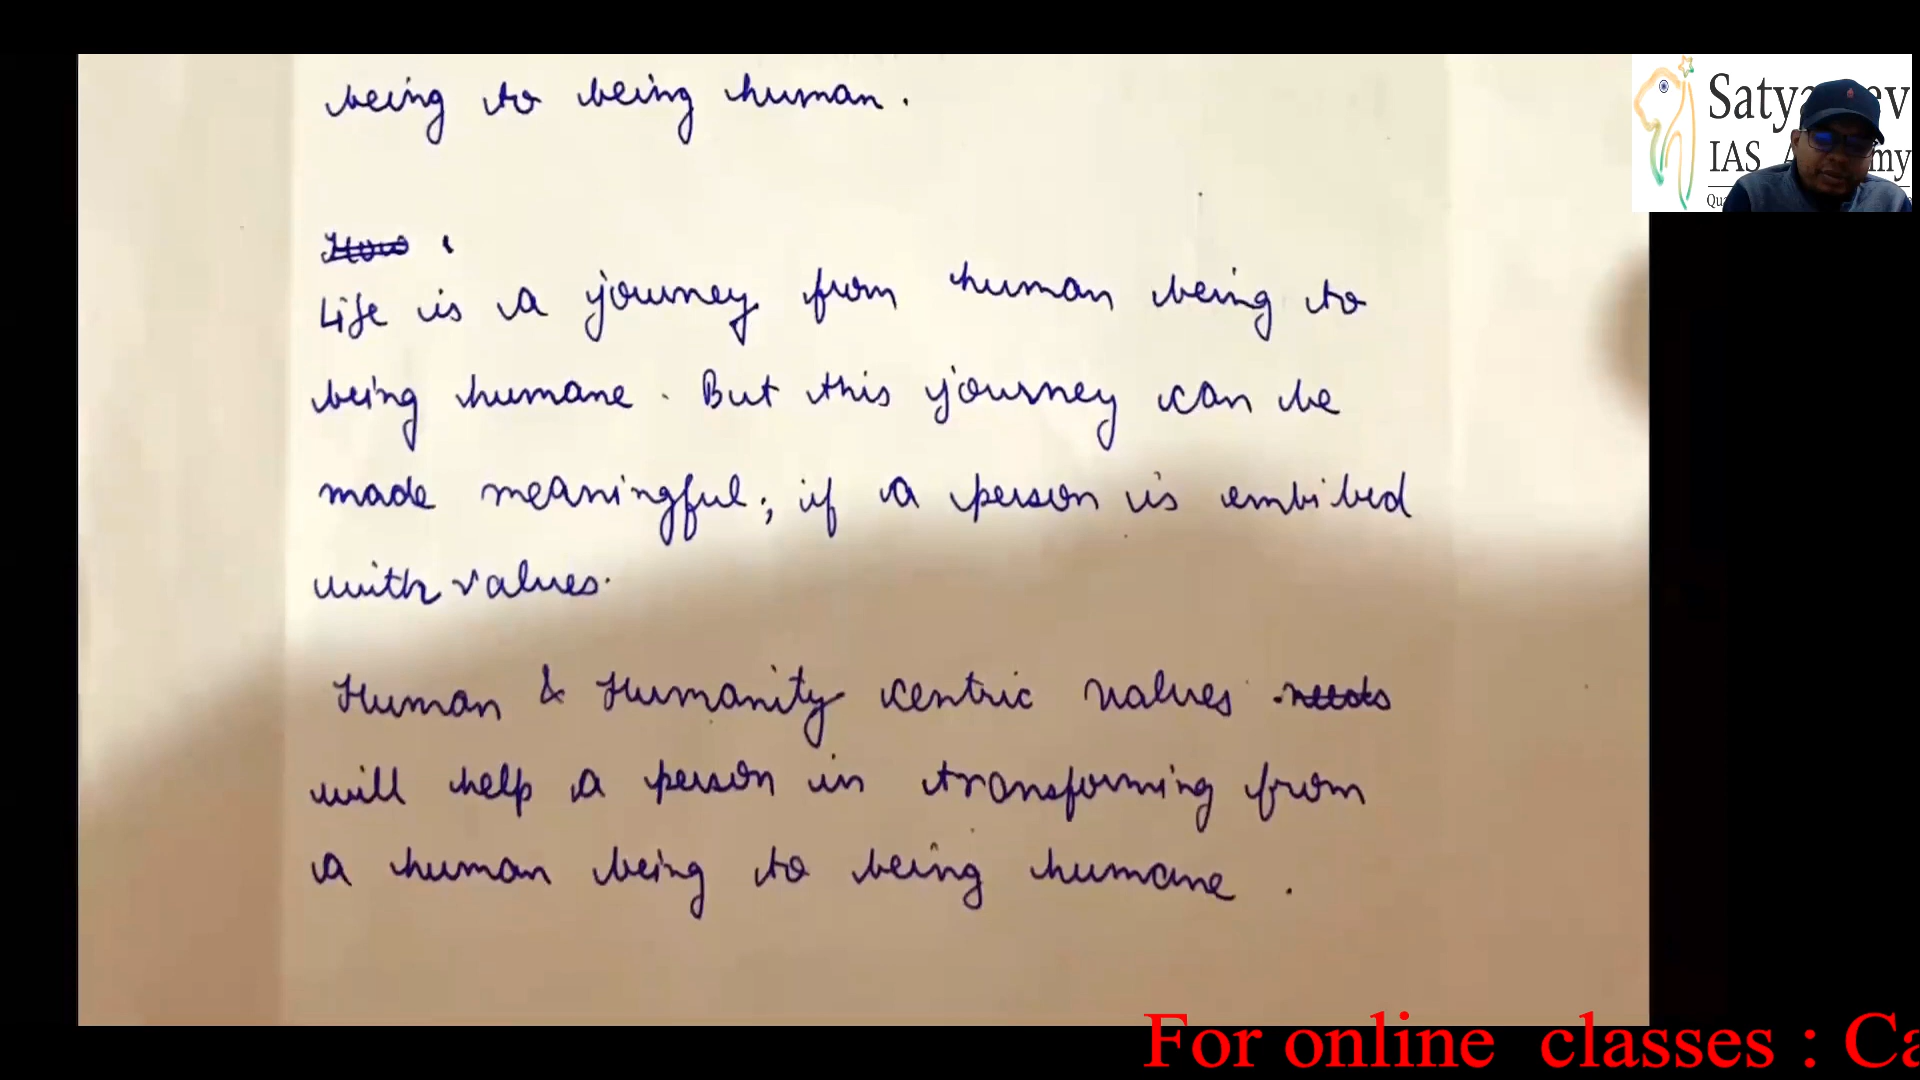 being to being human.
How
Life is a journey from human being to
being humane. But this journey can be
made meaningful; if a person is embibed
with values.
Human & Humanity centric values needs
will help a person in transforming from
a human being to being humane.
IAS
For online classes : Ca